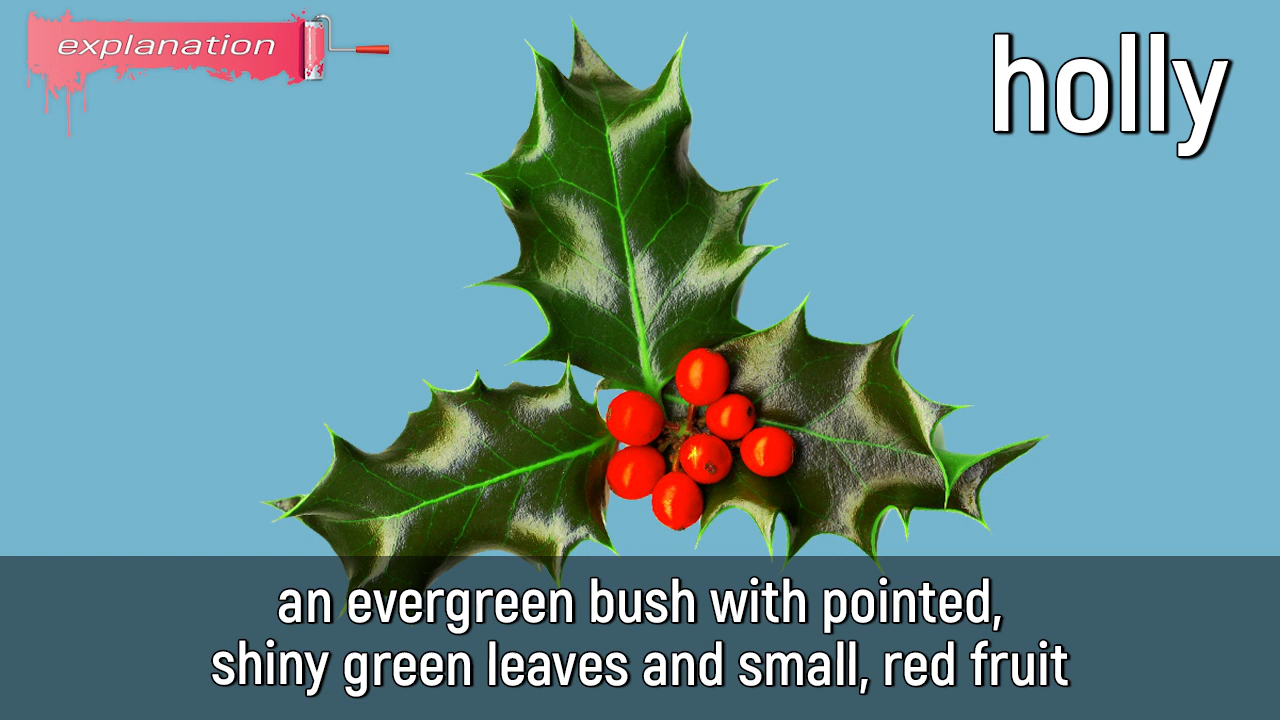 explanation
holly
an evergreen bush with pointed,
shiny green leaves and small, red fruit